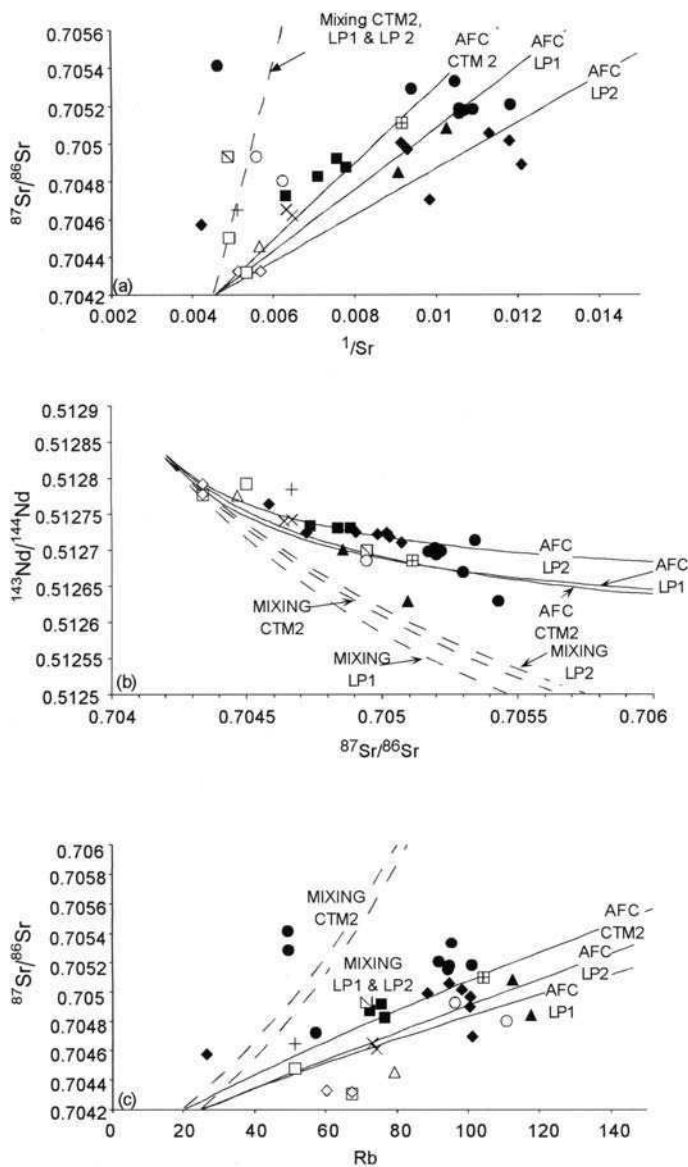 Mixing CTM2,
LP1 & LP 2
AFC
CTM 2
AFC
LP1
AFC
LP2
0.7056
0.7054
0.7052
0.705
0.7048
0.7046
0.7044
0.7042
87Sr/86Sr
(a)
0.002 0.004 0.006 0.008 0.01 0.012 0.014
1/Sr
0.5129
0.51285
0.5128
0.51275
0.5127
0.51265
0.5126
0.51255
0.5125
143Nd/144Nd
AFC
LP2
AFC
LP1
AFC
CTM2
MIXING
CTM2
MIXING
LP1
MIXING
LP2
(b)
0.704 0.7045 0.705 0.7055 0.706
87Sr/86Sr
0.706
0.7058
0.7056
0.7054
0.7052
0.705
0.7048
0.7046
0.7044
0.7042
87Sr/86Sr
MIXING
CTM2
MIXING
LP1 & LP2
AFC
CTM2
AFC
LP2
AFC
LP1
(c)
0 20 40 60 80 100 120 140
Rb